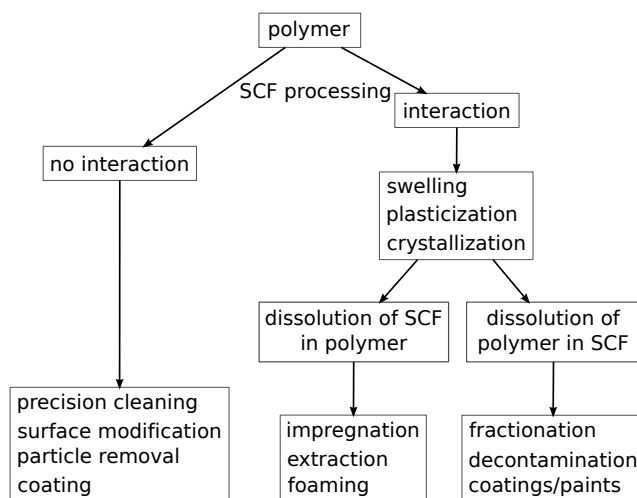 polymer
SCF processing
interaction
no interaction
swelling
plasticization
crystallization
dissolution of SCF
in polymer
dissolution of
polymer in SCF
precision cleaning
surface modification
particle removal
coating
impregnation
extraction
foaming
fractionation
decontamination
coatings/paints